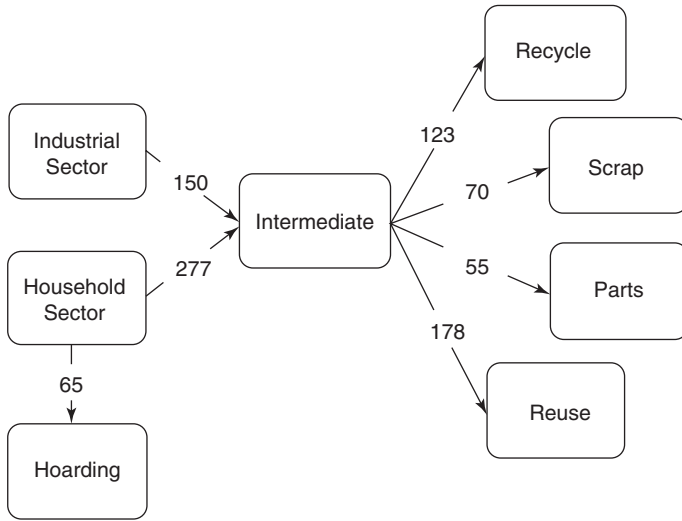 Recycle
123
Industrial
Sector
150
Scrap
70
Intermediate
Household
Sector
277
55
Parts
178
65
Reuse
Hoarding